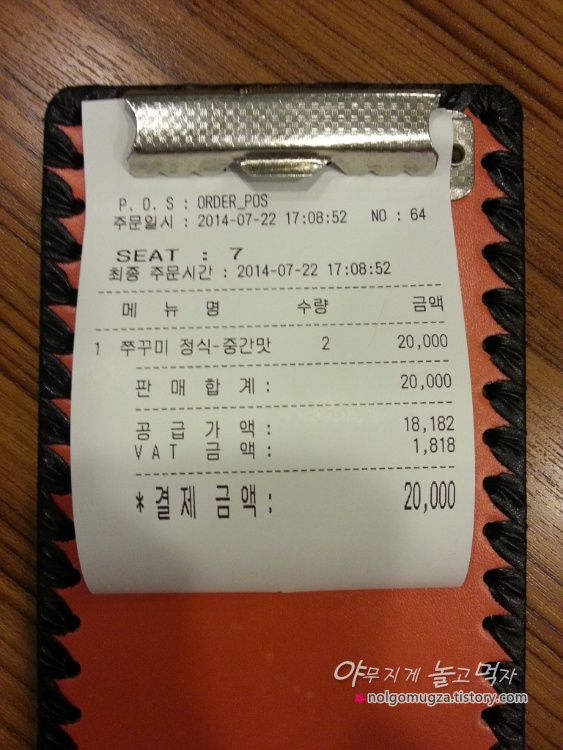 P. O. S : ORDER_POS
주문일시 : 2014-07-22 17:08:52 NO : 64
SEAT : 7
최종 주문시간 : 2014-07-22 17:08:52
메 뉴 명 수량 금액
1 쭈꾸미 정식-중간맛 2 20,000
판 매 합 계 : 20,000
공 급 가 액 : 18,182
V A T 금 액 : 1,818
*결 제 금 액 : 20,000
야무지게 놀고 먹자
nolgomugza.tistory.com